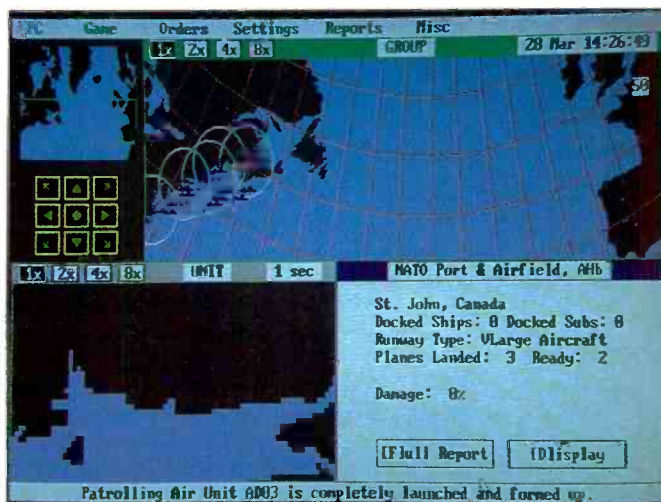 PC Game Orders Settings Reports Misc
1x 2x 4x 8x GROUP 28 Mar 14:26:49
50
1x 2x 4x 8x UNIT 1 sec NATO Port & Airfield, AHb
St. John, Canada
Docked Ships: 0 Docked Subs: 0
Runway Type: VLarge Aircraft
Planes Landed: 3 Ready: 2
Damage: 0%
[F]ull Report [D]isplay
Patrolling Air Unit AD03 is completely launched and formed up.